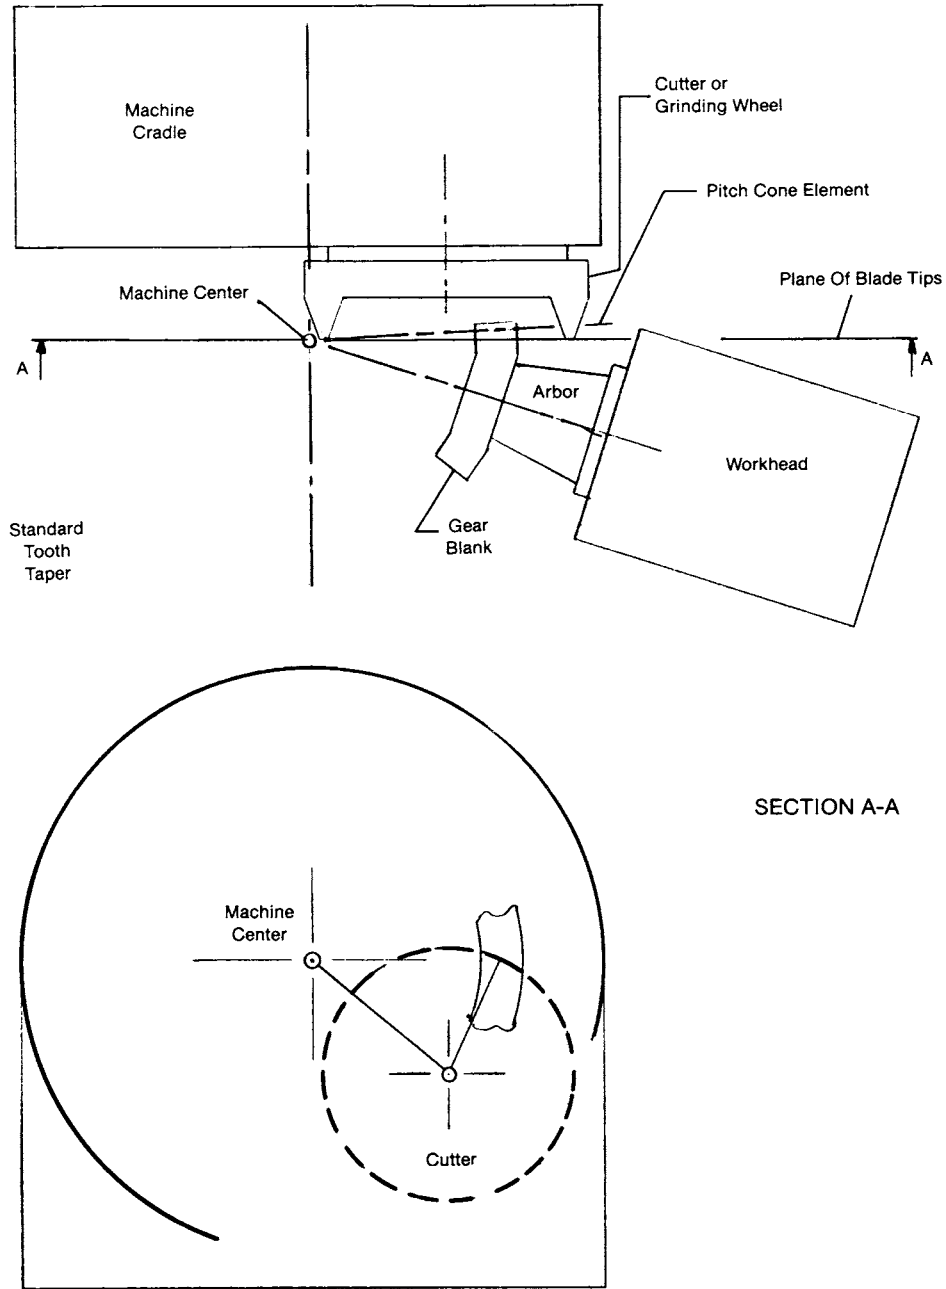 Machine
Cradle
Cutter or
Grinding Wheel
Pitch Cone Element
Machine Center
Plane Of Blade Tips
A
A
Arbor
Workhead
Gear
Blank
Standard
Tooth
Taper
SECTION A-A
Machine
Center
Cutter